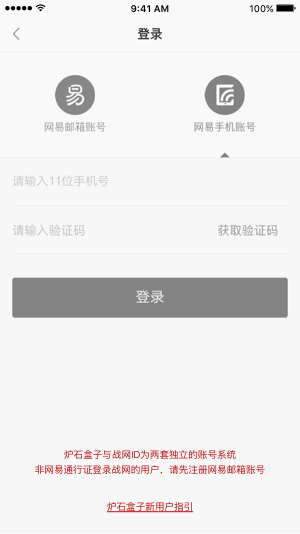 9:41 AM 100%
登录
易
网易邮箱账号 网易手机账号
请输入11位手机号
请输入验证码 获取验证码
登录
炉石盒子与战网ID为两套独立的账号系统
非网易通行证登录战网的用户，请先注册网易邮箱账号
炉石盒子新用户指引